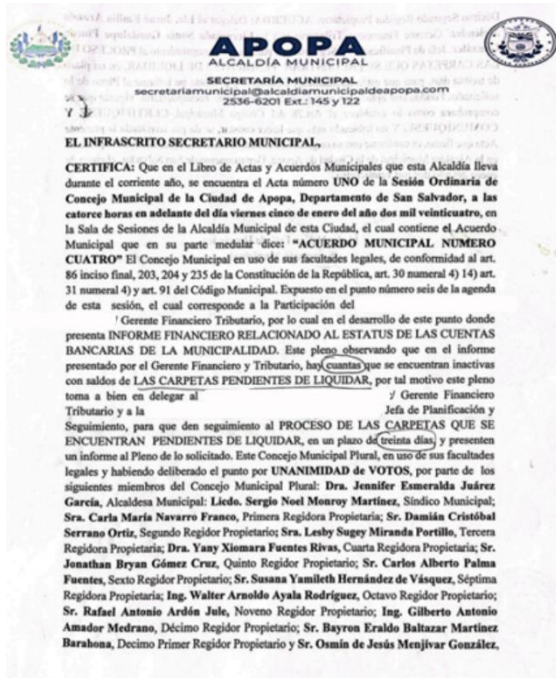 APOPA
ALCALDÍA MUNICIPAL
SECRETARÍA MUNICIPAL
secretariamunicipal@alcaldiamunicipaldeapopa.com
2536-6201 Ext.: 145 y 122
EL INFRASCRITO SECRETARIO MUNICIPAL,
CERTIFICA: Que en el Libro de Actas y Acuerdos Municipales que esta Alcaldía lleva
durante el corriente año, se encuentra el Acta número UNO de la Sesión Ordinaria de
Concejo Municipal de la Ciudad de Apopa, Departamento de San Salvador, a las
catorce horas en adelante del día viernes cinco de enero del año dos mil veinticuatro, en
la Sala de Sesiones de la Alcaldía Municipal de esta Ciudad, el cual contiene el Acuerdo
Municipal que en su parte medular dice: “ACUERDO MUNICIPAL NUMERO
CUATRO” El Concejo Municipal en uso de sus facultades legales, de conformidad al art.
86 inciso final, 203, 204 y 235 de la Constitución de la República, art. 30 numeral 4) 14) art.
31 numeral 4) y art. 91 del Código Municipal. Expuesto en el punto número seis de la agenda
de esta sesión, el cual corresponde a la Participación del
Gerente Financiero Tributario, por lo cual en el desarrollo de este punto donde
presenta INFORME FINANCIERO RELACIONADO AL ESTATUS DE LAS CUENTAS
BANCARIAS DE LA MUNICIPALIDAD. Este pleno observando que en el informe
presentado por el Gerente Financiero y Tributario, hay cuantas que se encuentran inactivas
con saldos de LAS CARPETAS PENDIENTES DE LIQUIDAR, por tal motivo este pleno
toma a bien en delegar al y/ Gerente Financiero
Tributario y a la Jefa de Planificación y
Seguimiento, para que den seguimiento al PROCESO DE LAS CARPETAS QUE SE
ENCUENTRAN PENDIENTES DE LIQUIDAR, en un plazo de treinta días, y presenten
un informe al Pleno de lo solicitado. Este Concejo Municipal Plural, en uso de sus facultades
legales y habiendo deliberado el punto por UNANIMIDAD DE VOTOS, por parte de los
siguientes miembros del Concejo Municipal Plural: Dra. Jennifer Esmeralda Juárez
García, Alcaldesa Municipal: Licdo. Sergio Noel Monroy Martínez, Síndico Municipal;
Sra. Carla María Navarro Franco, Primera Regidora Propietaria; Sr. Damián Cristóbal
Serrano Ortiz, Segundo Regidor Propietario; Sra. Lesby Sugey Miranda Portillo, Tercera
Regidora Propietaria; Dra. Yany Xiomara Fuentes Rivas, Cuarta Regidora Propietaria; Sr.
Jonathan Bryan Gómez Cruz, Quinto Regidor Propietario; Sr. Carlos Alberto Palma
Fuentes, Sexto Regidor Propietario; Sr. Susana Yamileth Hernández de Vásquez, Séptima
Regidora Propietaria; Ing. Walter Arnoldo Ayala Rodríguez, Octavo Regidor Propietario;
Sr. Rafael Antonio Ardón Jule, Noveno Regidor Propietario; Ing. Gilberto Antonio
Amador Medrano, Décimo Regidor Propietario; Sr. Bayron Eraldo Baltazar Martínez
Barahona, Decimo Primer Regidor Propietario y Sr. Osmín de Jesús Menjívar González,